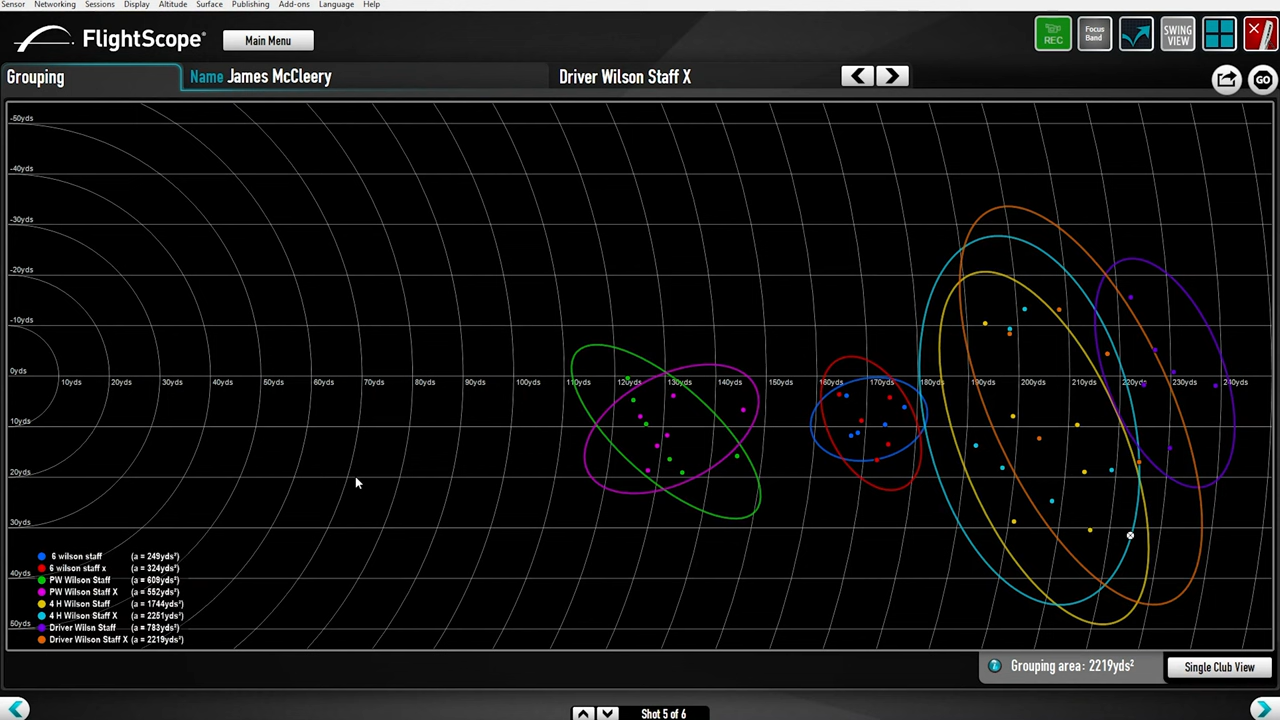 Sensor Networking Sessions Display Altitude Surface Publishing Add-ons Language Help
FlightScope®
Main Menu
REC
Focus Band
SWING VIEW
Grouping
Name James McCleery
Driver Wilson Staff X
GO
-50yds
-40yds
-30yds
-20yds
-10yds
0yds
10yds 20yds 30yds 40yds 50yds 60yds 70yds 80yds 90yds 100yds 110yds 120yds 130yds 140yds 150yds 160yds 170yds 180yds 190yds 200yds 210yds 220yds 230yds 240yds
10yds
20yds
30yds
40yds
50yds
6 wilson staff (a = 249yds²)
6 wilson staff x (a = 324yds²)
PW Wilson Staff (a = 609yds²)
PW Wilson Staff X (a = 552yds²)
4 H Wilson Staff (a = 1744yds²)
4 H Wilson Staff X (a = 2251yds²)
Driver Wilsn Staff (a = 783yds²)
Driver Wilson Staff X (a = 2219yds²)
Grouping area: 2219yds²
Single Club View
Shot 5 of 6